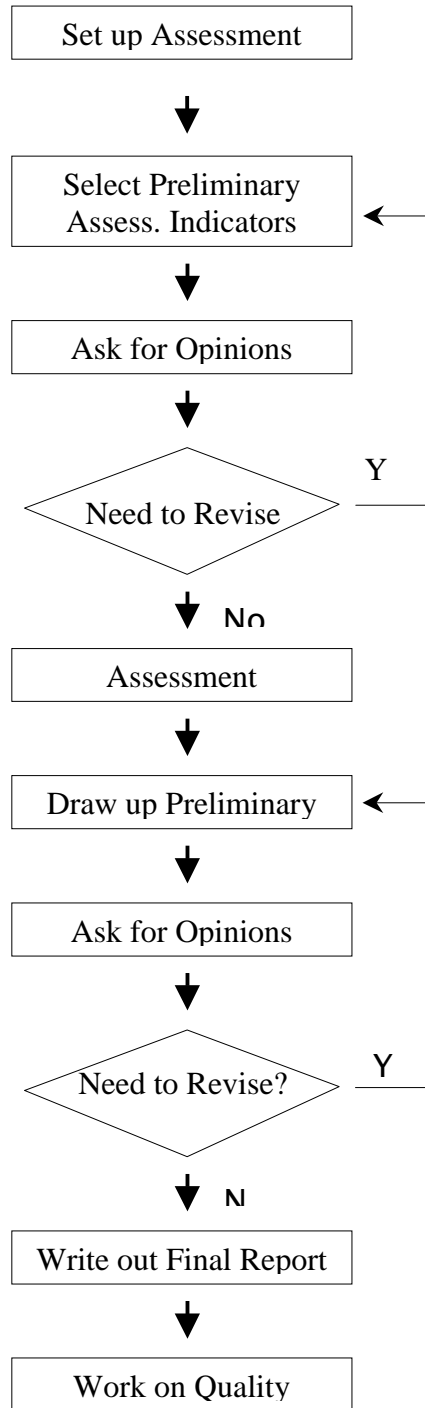 Set up Assessment
Select Preliminary
Assess. Indicators
Ask for Opinions
Need to Revise
Y
No
Assessment
Draw up Preliminary
Ask for Opinions
Need to Revise?
Y
N
Write out Final Report
Work on Quality